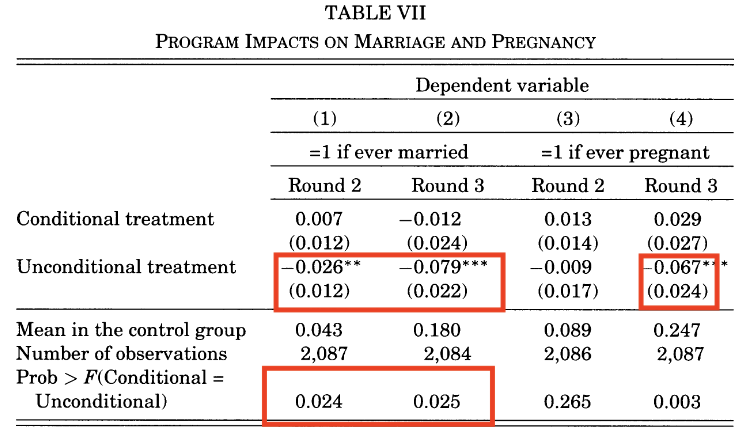 TABLE VII
PROGRAM IMPACTS ON MARRIAGE AND PREGNANCY
Dependent variable
(1) (2) (3) (4)
=1 if ever married =1 if ever pregnant
Round 2 Round 3 Round 2 Round 3
Conditional treatment 0.007 −0.012 0.013 0.029
(0.012) (0.024) (0.014) (0.027)
Unconditional treatment −0.026** −0.079*** −0.009 −0.067***
(0.012) (0.022) (0.017) (0.024)
Mean in the control group 0.043 0.180 0.089 0.247
Number of observations 2,087 2,084 2,086 2,087
Prob > F(Conditional =
Unconditional) 0.024 0.025 0.265 0.003